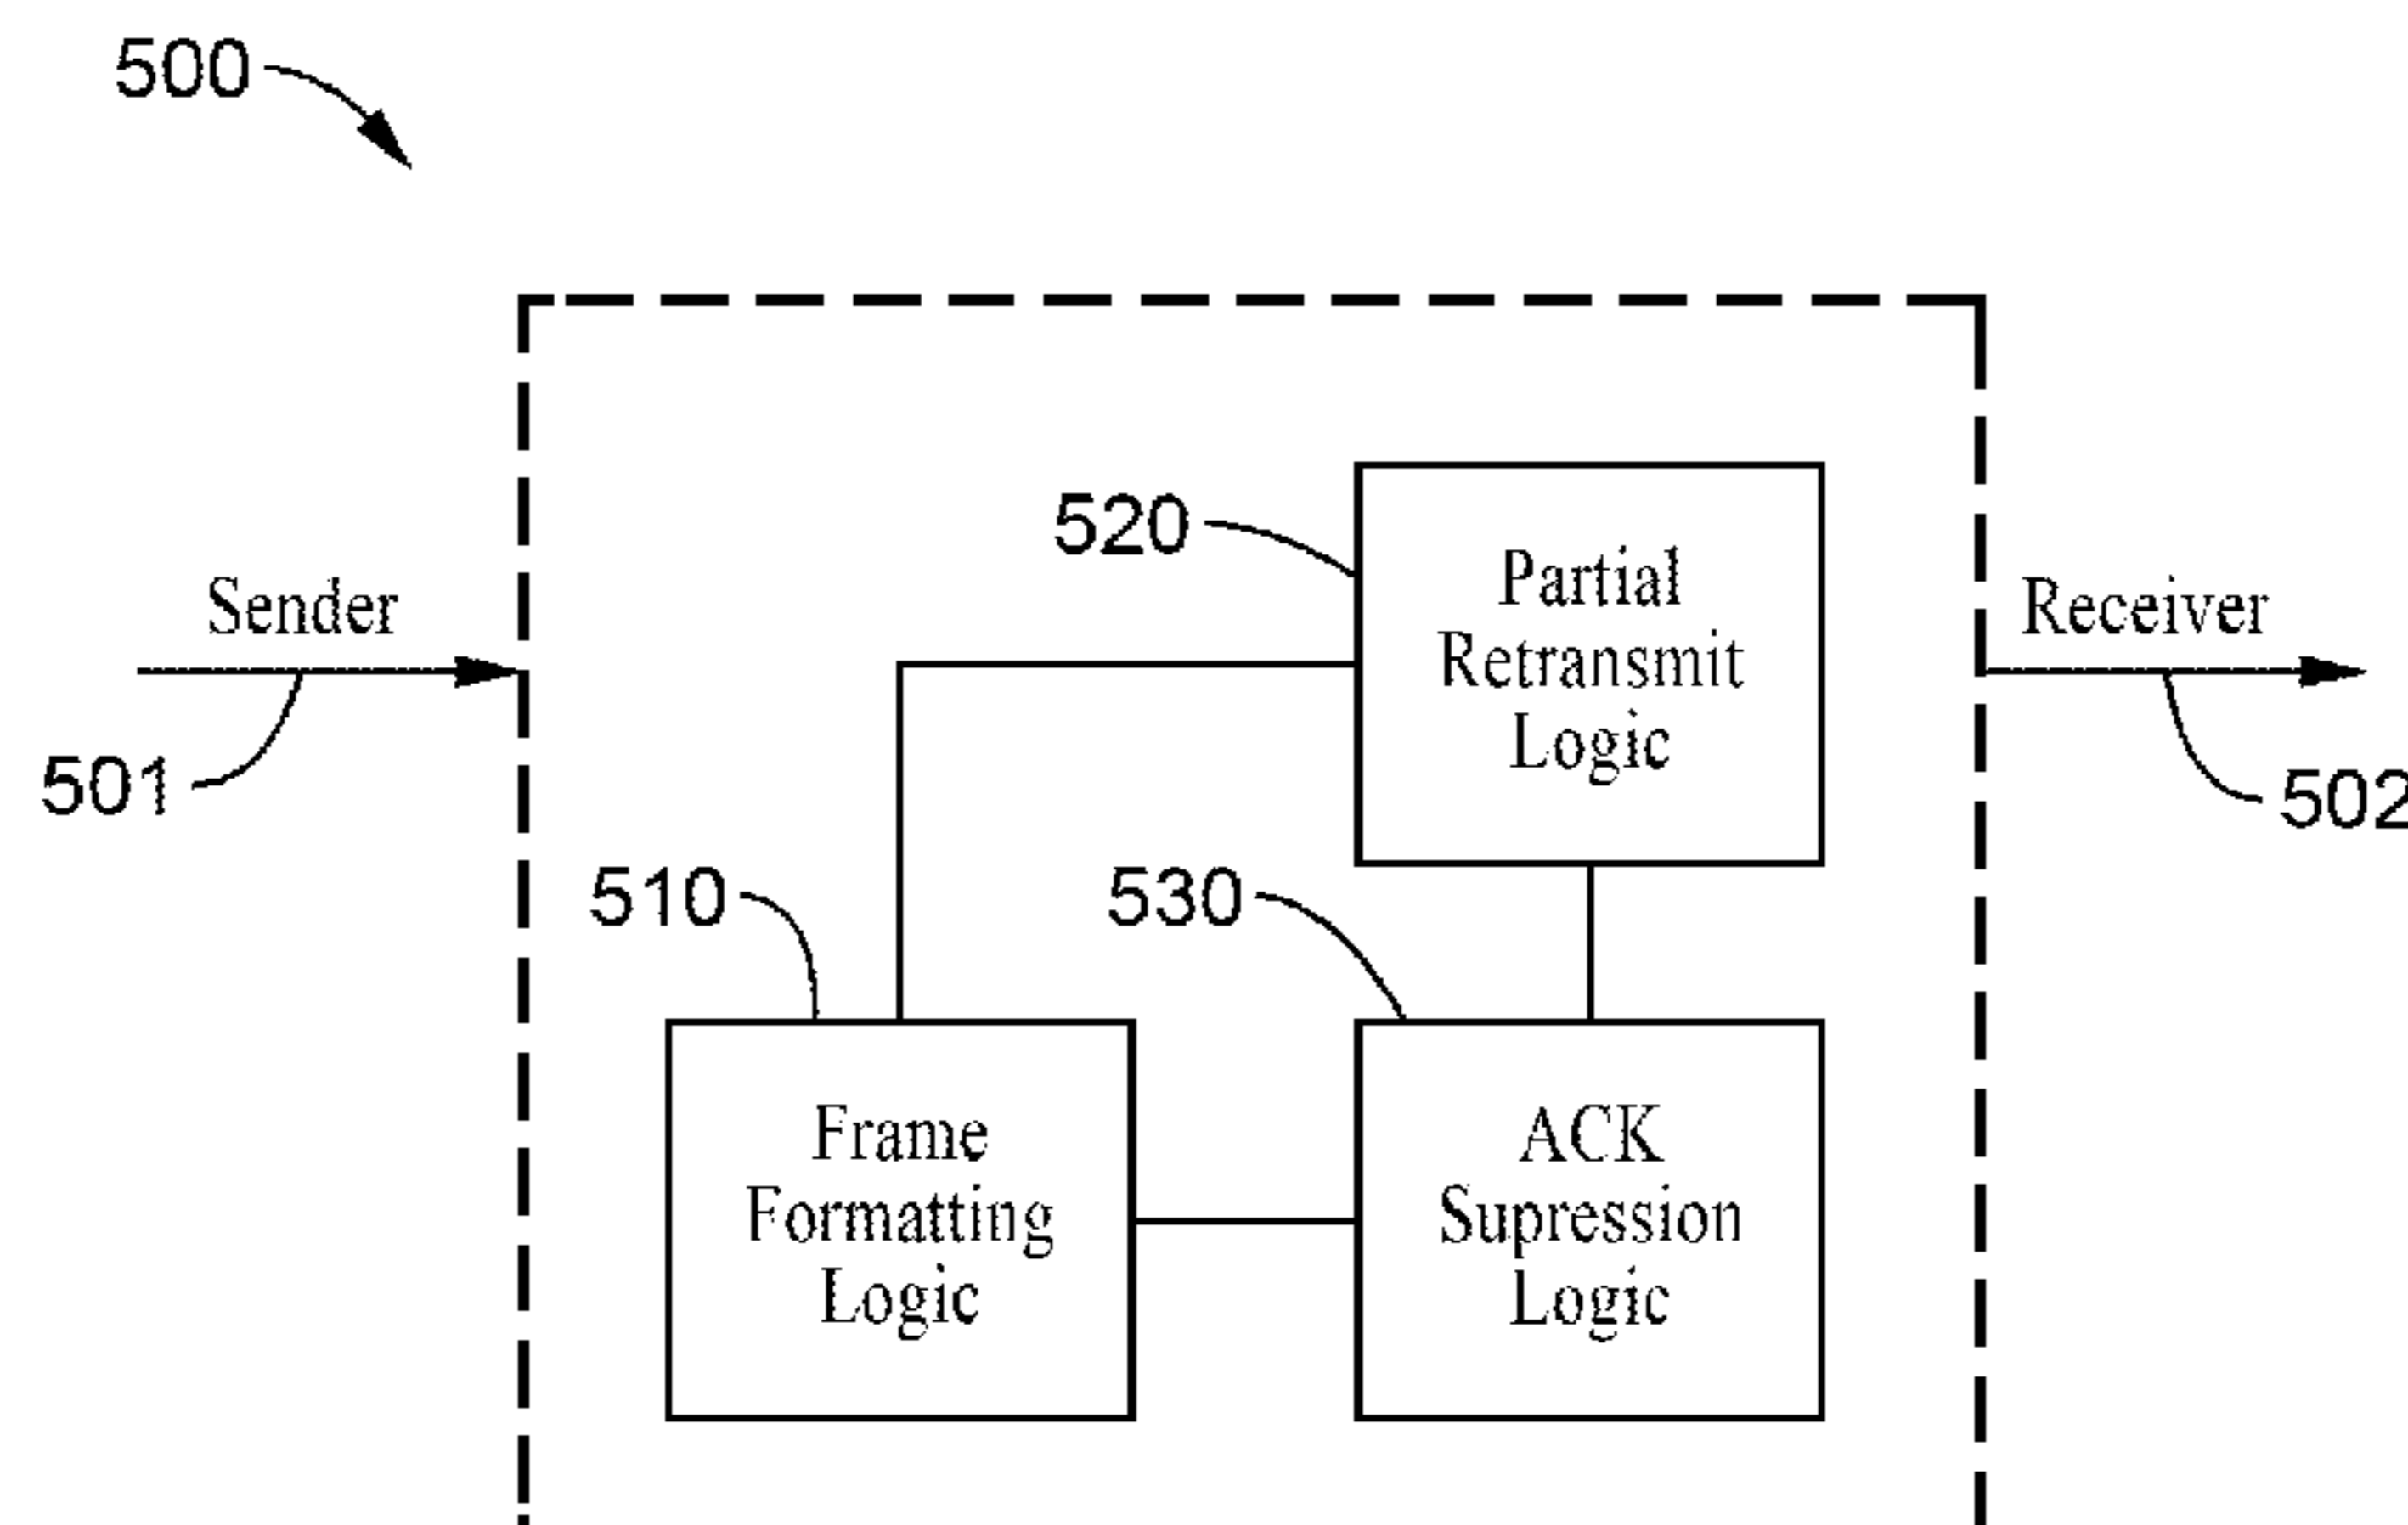 500
520
Partial
Retransmit
Logic
Sender
Receiver
501
502
510
530
Frame
Formatting
Logic
ACK
Supression
Logic